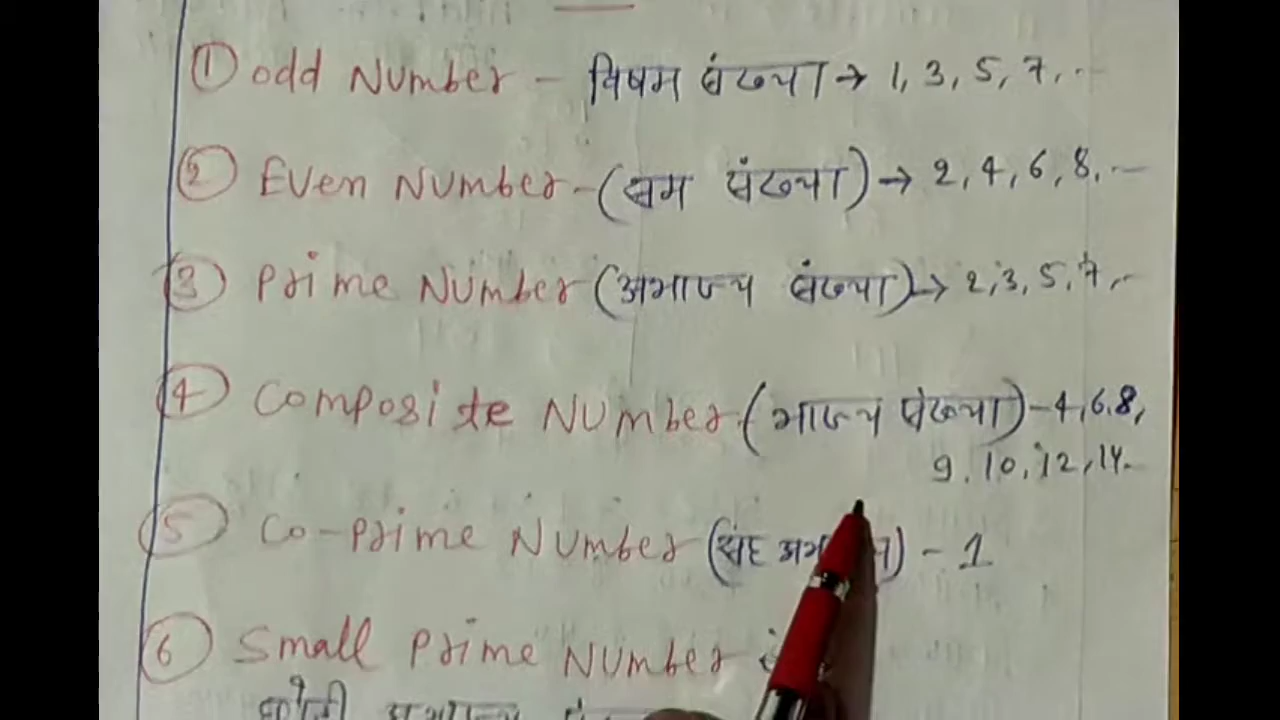 ① odd Number - विषम संख्या → 1, 3, 5, 7, ...
② Even Number - (सम संख्या) → 2, 4, 6, 8, ...
③ Prime Number (अभाज्य संख्या) → 2, 3, 5, 7, ..
④ Composite Number (भाज्य संख्या) - 4, 6, 8,
9, 10, 12, 14..
⑤ Co-prime Number - 1
⑥ Small Prime Number